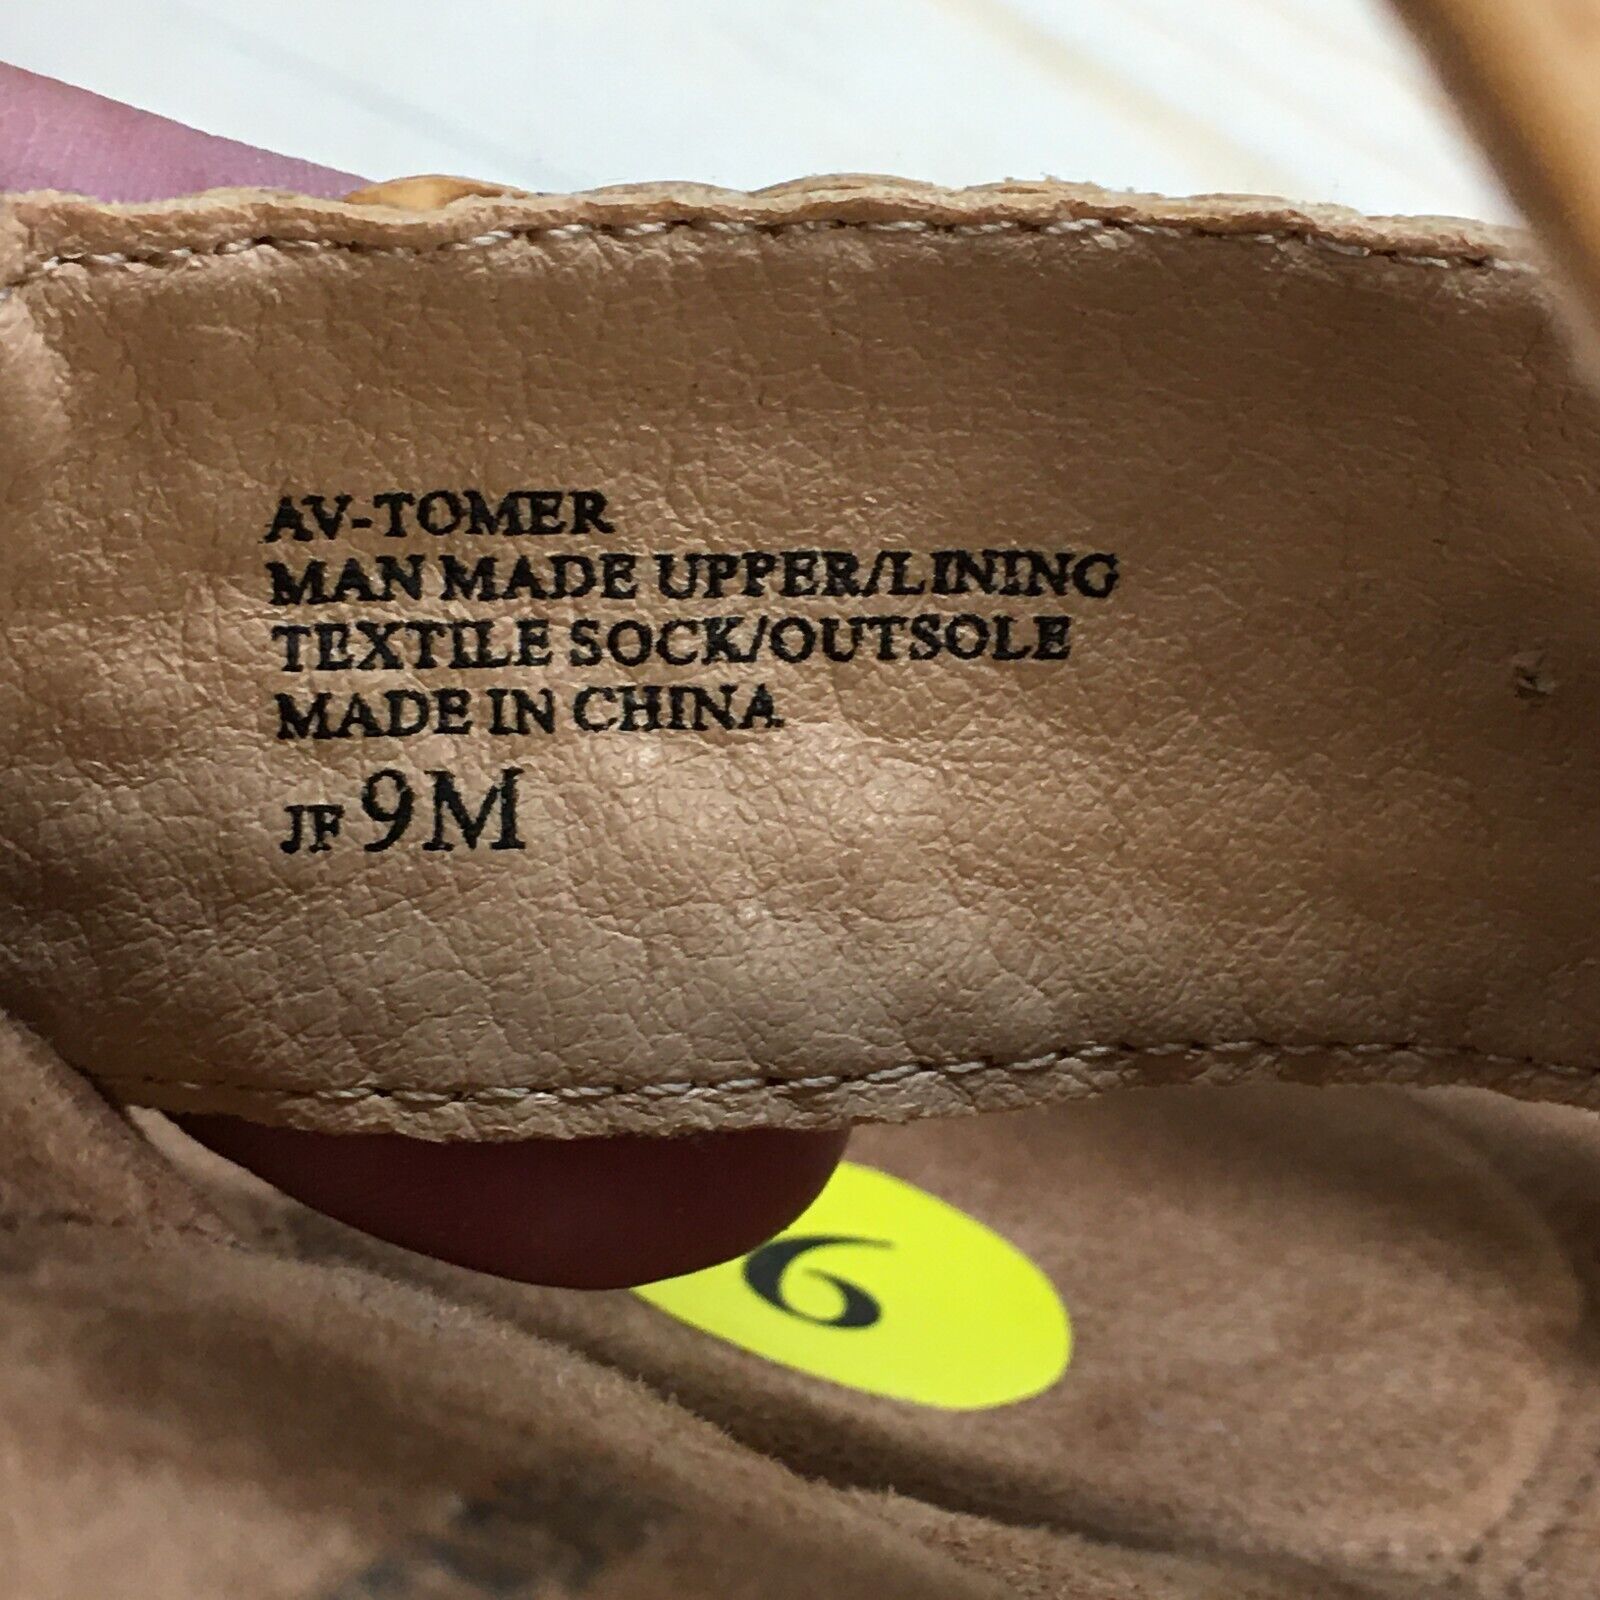 AV-TOMER
MAN MADE UPPER/LINING
TEXTILE SOCK/OUTSOLE
MADE IN CHINA
JF 9M
9